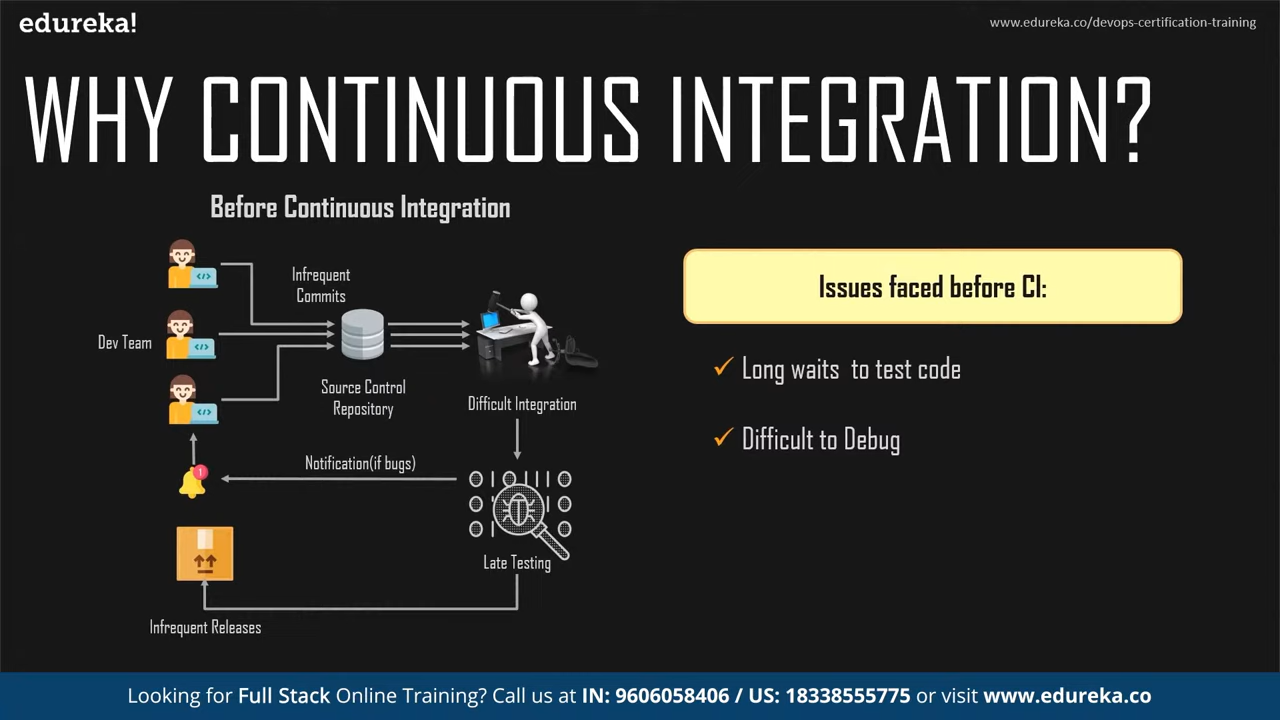 edureka!
www.edureka.co/devops-certification-training
WHY CONTINUOUS INTEGRATION?
Before Continuous Integration
Infrequent
Commits
Dev Team
Source Control
Repository
Difficult Integration
Notification(if bugs)
1
Late Testing
Infrequent Releases
Issues faced before CI:
Long waits to test code
Difficult to Debug
Looking for Full Stack Online Training? Call us at IN: 9606058406 / US: 18338555775 or visit www.edureka.co